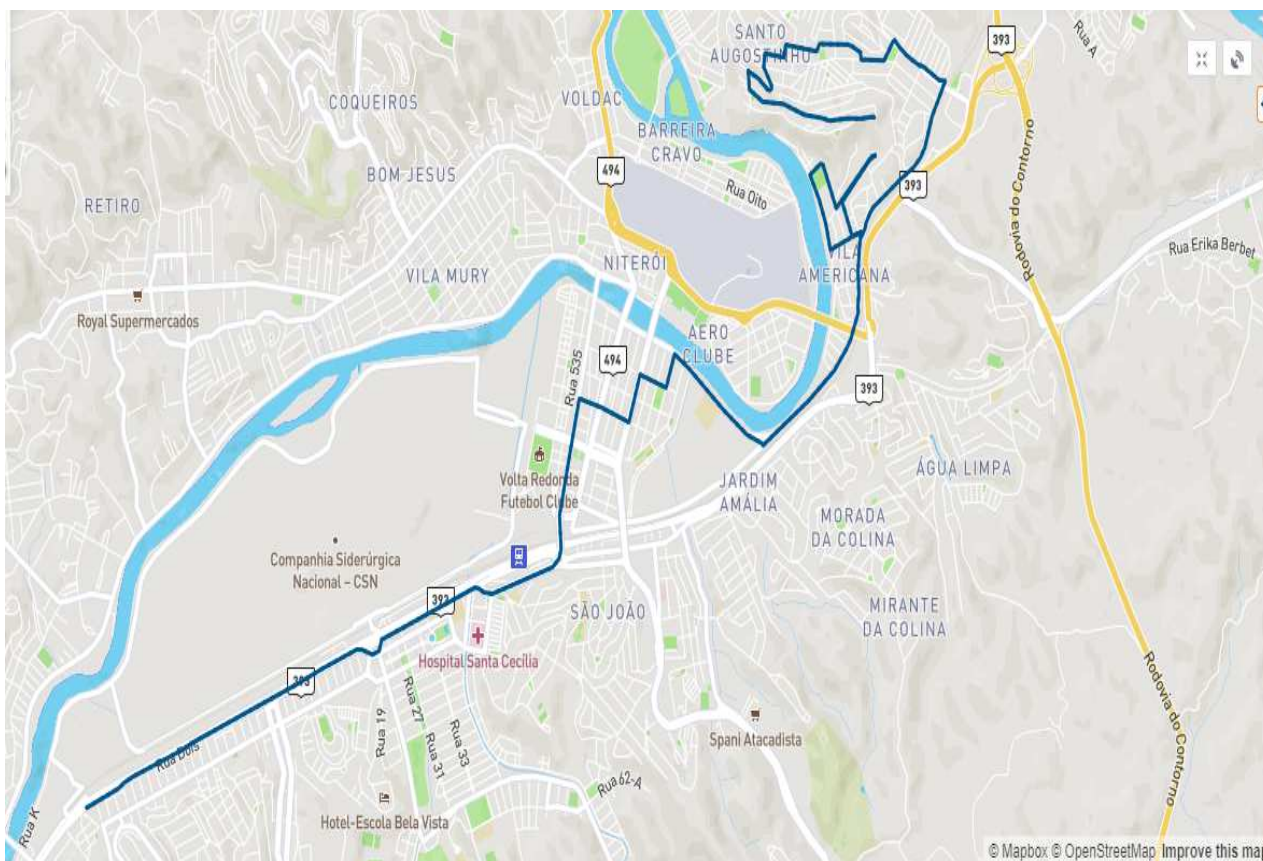 SANTO
AUGOSTINHO
393
Rua A
COQUEIROS
VOLDAC
BARREIRA
CRAVO
494
BOM JESUS
Rua Oito
393
RETIRO
Rodovia do Contorno
Rua Erika Berbet
VILA MURY
NITERÓI
VILA
AMERICANA
Royal Supermercados
AERO
CLUBE
494
Rua 535
393
ÁGUA LIMPA
Volta Redonda
Futebol Clube
JARDIM
AMÁLIA
MORADA
DA COLINA
Companhia Siderúrgica
Nacional – CSN
393
SÃO JOÃO
MIRANTE
DA COLINA
Hospital Santa Cecília
393
Rodovia do Contorno
Rua Dois
Rua 19
Rua 27
Rua 31
Rua 33
Spani Atacadista
Rua 62-A
Rua K
Hotel-Escola Bela Vista
© Mapbox © OpenStreetMap Improve this map